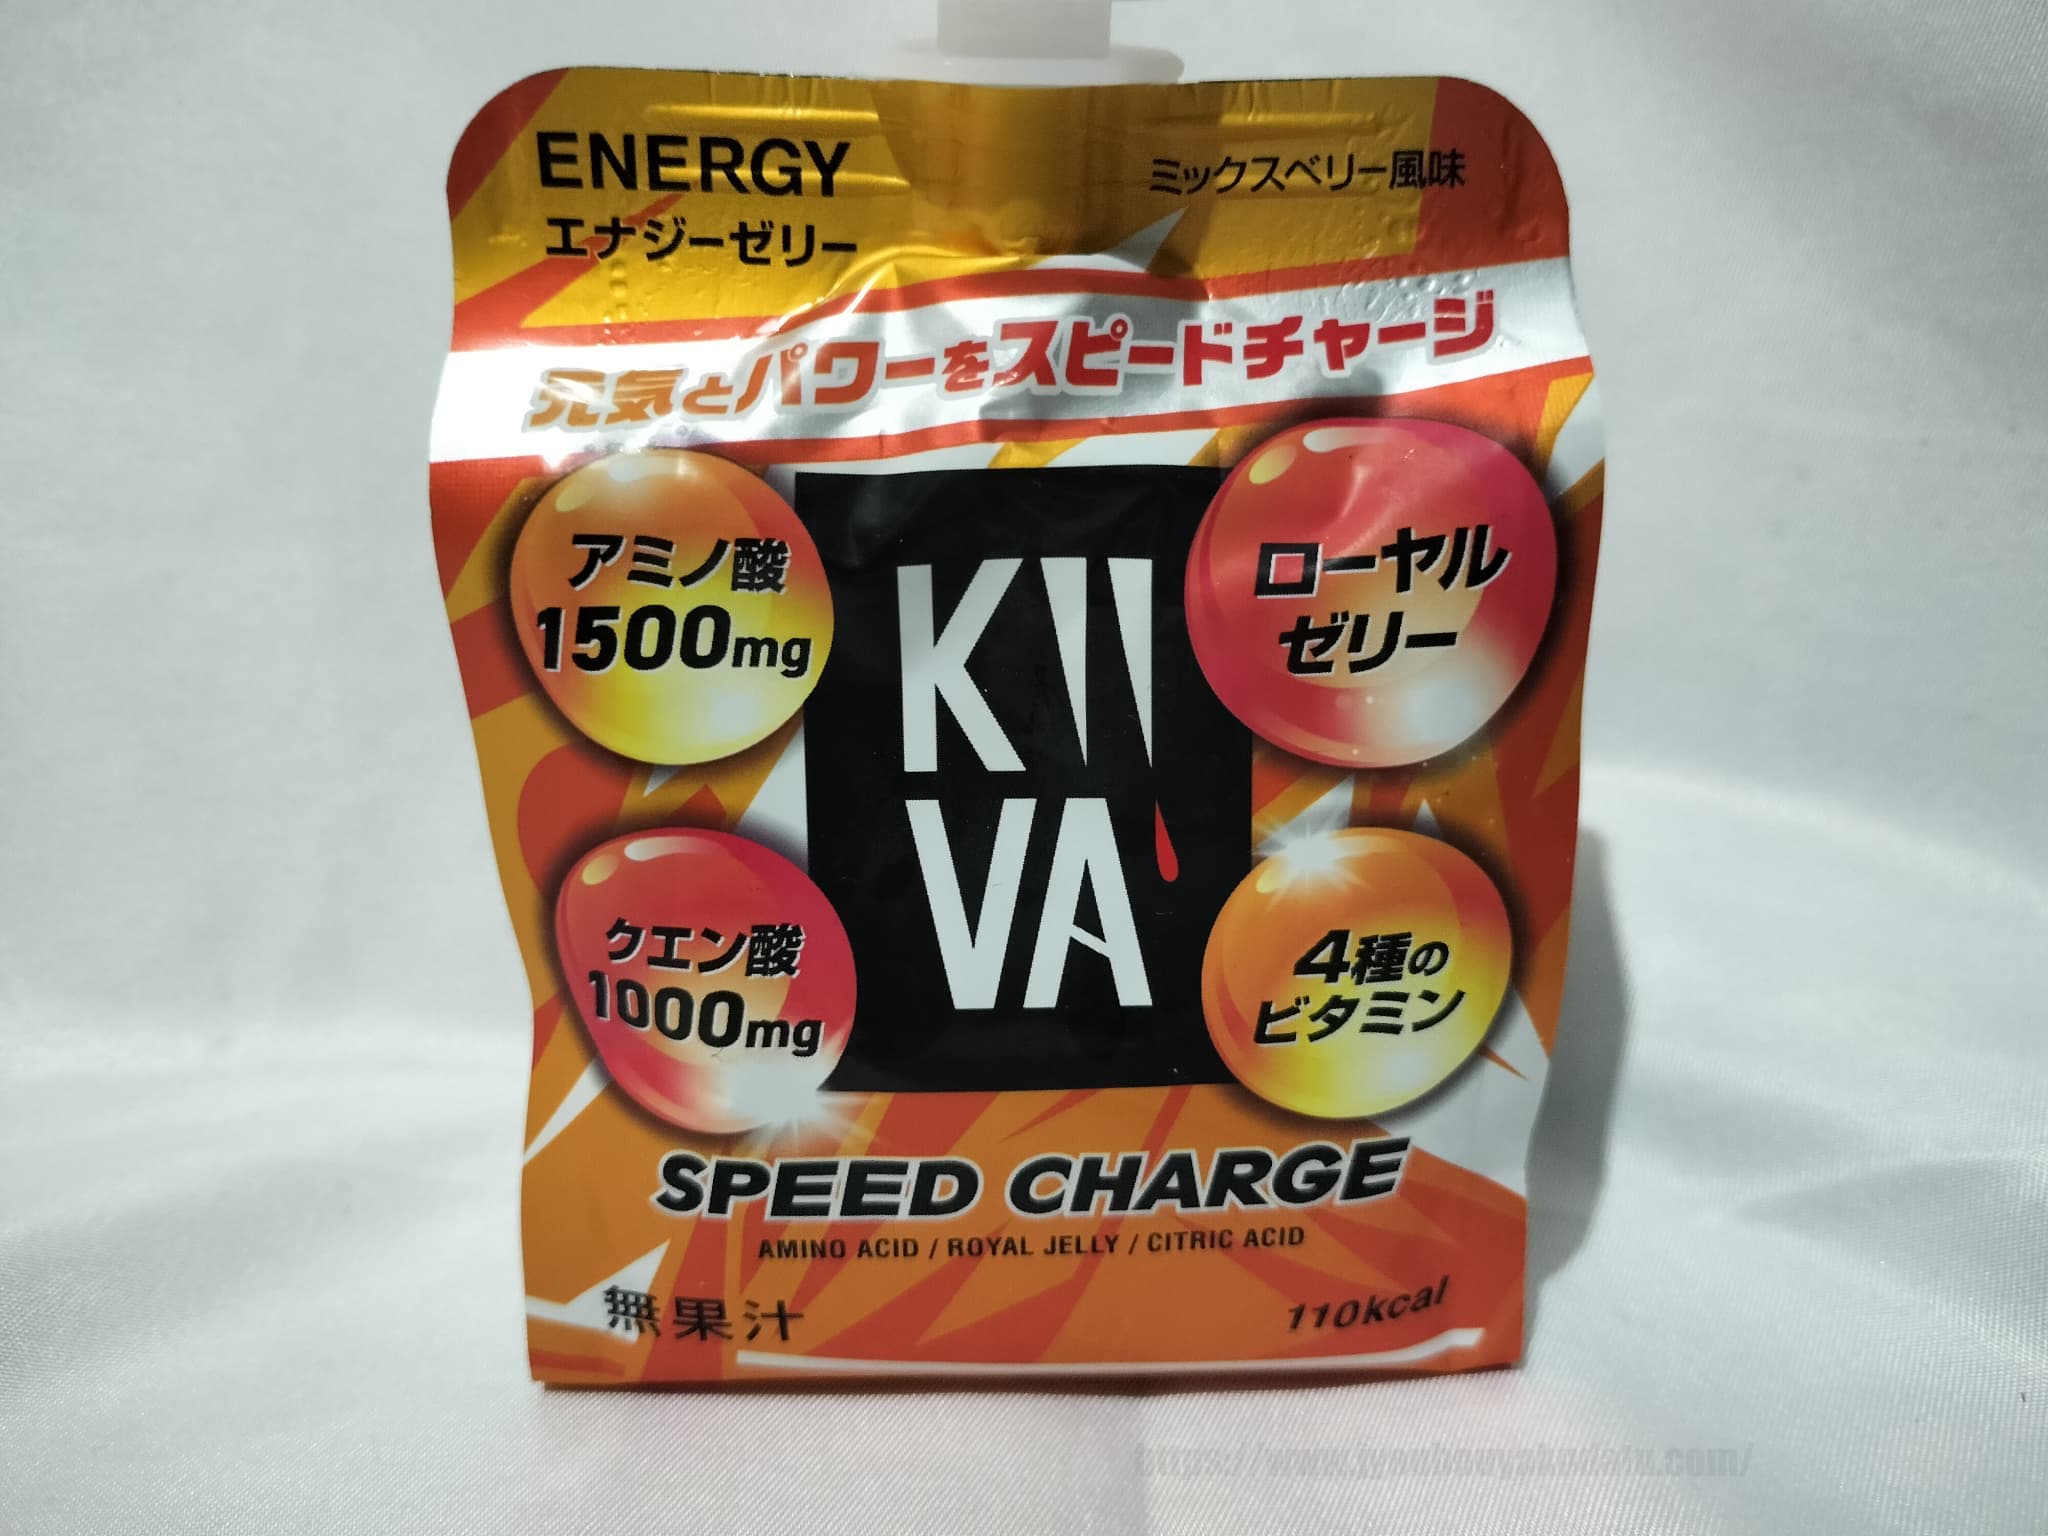 ENERGY
エナジーゼリー
ミックスベリー風味
元気とパワーをスピードチャージ
アミノ酸
1500mg
ローヤル
ゼリー
KII
VA
クエン酸
1000mg
4種の
ビタミン
SPEED CHARGE
AMINO ACID / ROYAL JELLY / CITRIC ACID
無果汁
110kcal